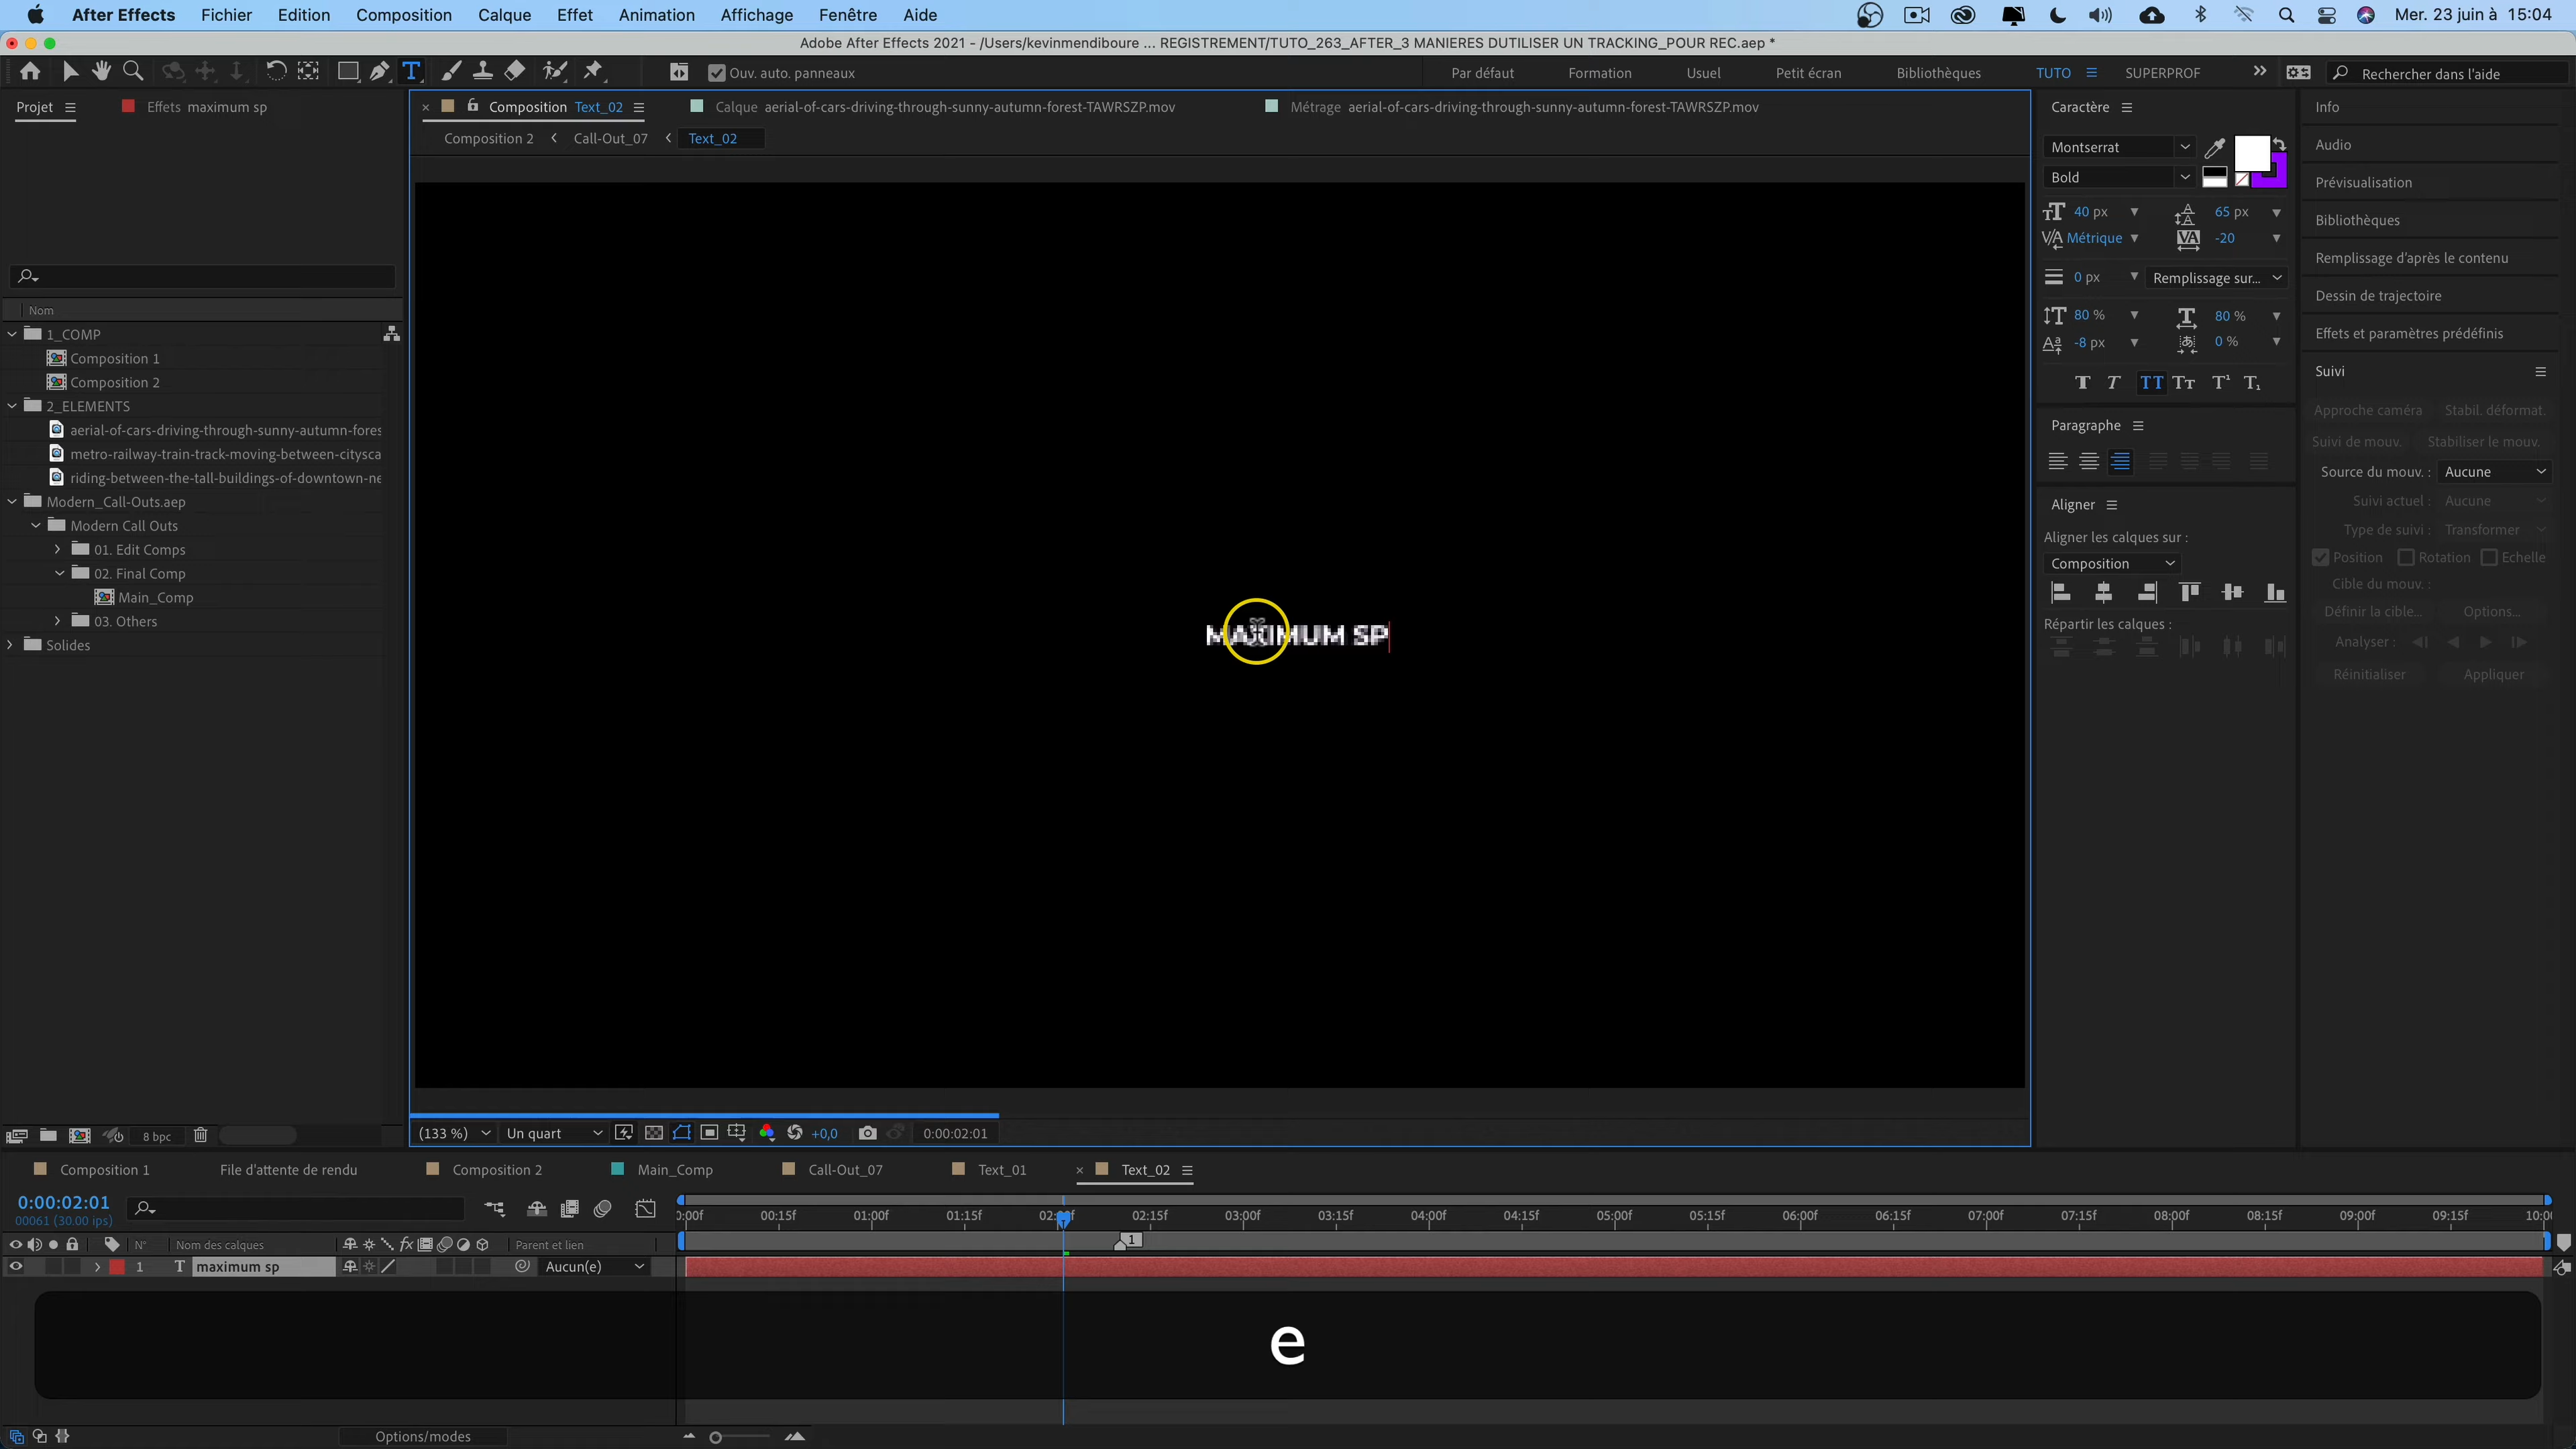 After Effects Fichier Edition Composition Calque Effet Animation Affichage Fenêtre Aide Mer. 23 juin à 15:04
Adobe After Effects 2021 - /Users/kevinmendiboure ... REGISTREMENT/TUTO_263_AFTER_3 MANIERES DUTILISER UN TRACKING_POUR REC.aep *
Ouv. auto. panneaux Par défaut Formation Usuel Petit écran Bibliothèques TUTO SUPERPROF Rechercher dans l'aide
Projet Effets maximum sp
Composition Text_02 Calque aerial-of-cars-driving-through-sunny-autumn-forest-TAWRSZP.mov Métrage aerial-of-cars-driving-through-sunny-autumn-forest-TAWRSZP.mov
Composition 2 Call-Out_07 Text_02
Nom
1_COMP
Composition 1
Composition 2
2_ELEMENTS
aerial-of-cars-driving-through-sunny-autumn-fores
metro-railway-train-track-moving-between-citysca
riding-between-the-tall-buildings-of-downtown-ne
Modern_Call-Outs.aep
Modern Call Outs
01. Edit Comps
02. Final Comp
Main_Comp
03. Others
Solides
8 bpc
MAXIMUM SP
(133 %) Un quart +0,0 0:00:02:01
Caractère
Montserrat
Bold
40 px 65 px
Métrique -20
0 px Remplissage sur...
80 % 80 %
-8 px 0 %
Paragraphe
Aligner
Aligner les calques sur :
Composition
Répartir les calques :
Info
Audio
Prévisualisation
Bibliothèques
Remplissage d'après le contenu
Dessin de trajectoire
Effets et paramètres prédéfinis
Suivi
Approche caméra Stabil. déformat.
Suivi de mouv. Stabiliser le mouv.
Source du mouv. : Aucune
Suivi actuel : Aucune
Type de suivi : Transformer
Position Rotation Echelle
Cible du mouv. :
Définir la cible... Options...
Analyser :
Réinitialiser Appliquer
Composition 1 File d'attente de rendu Composition 2 Main_Comp Call-Out_07 Text_01 Text_02
0:00:02:01
00061 (30.00 ips)
00:15f 01:00f 01:15f 02:15f 03:00f 03:15f 04:00f 04:15f 05:00f 05:15f 06:00f 06:15f 07:00f 07:15f 08:00f 08:15f 09:00f 09:15f
1
N° Nom des calques Parent et lien
1 T maximum sp Aucun(e)
e
Options/modes